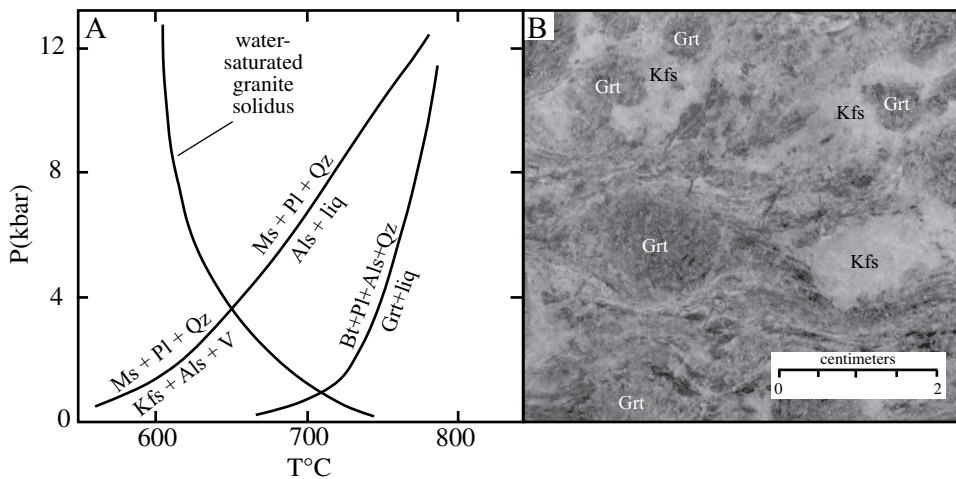 A
water-
saturated
granite
solidus
Ms + Pl + Qz
Als + liq
Bt+Pl+Als+Qz
Grt+liq
Ms + Pl + Qz
Kfs + Als + V
P(kbar)
12
8
4
0
600
700
800
T°C
B
Grt
Kfs
Grt
Kfs
Grt
Grt
Kfs
centimeters
0
2
Grt